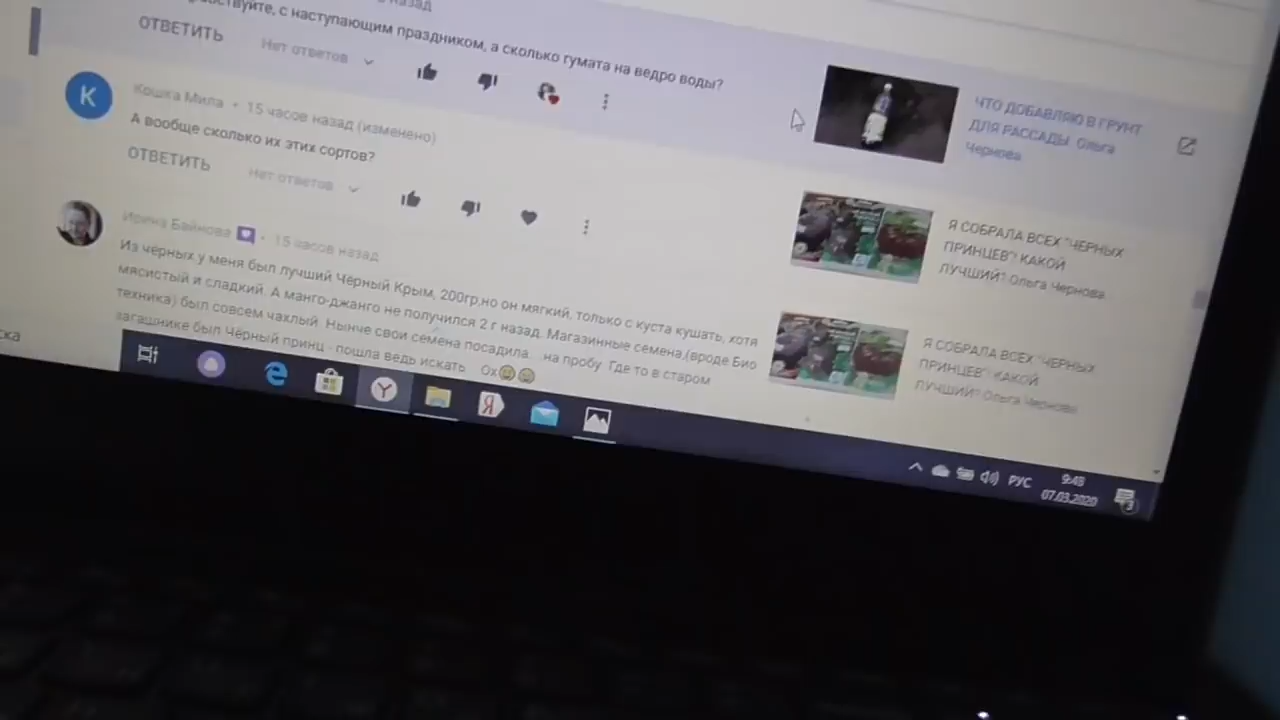 назад
с наступающим праздником, а сколько гумата на ведро воды?
ОТВЕТИТЬ
Нет ответов
К
Кошка Мила • 15 часов назад (изменено)
А вообще сколько их этих сортов?
ОТВЕТИТЬ
Нет ответов
Ирина Байнова • 15 часов назад
Из чёрных у меня был лучший Чёрный Крым, 200гр,но он мягкий, только с куста кушать, хотя
мясистый и сладкий. А манго-джанго не получился 2 г назад. Магазинные семена,(вроде Био
техника) был совсем чахлый. Нынче свои семена посадила... на пробу. Где то в старом
загашнике был Чёрный принц - пошла ведь искать. Ох
ЧТО ДОБАВЛЯЮ В ГРУНТ
ДЛЯ РАССАДЫ. Ольга
Чернова
Я СОБРАЛА ВСЕХ "ЧЕРНЫХ
ПРИНЦЕВ"! КАКОЙ
ЛУЧШИЙ? Ольга Чернова.
Я СОБРАЛА ВСЕХ "ЧЕРНЫХ
ПРИНЦЕВ"! КАКОЙ
ЛУЧШИЙ? Ольга Чернова.
Я
РУС
9:48
07.03.2020
3